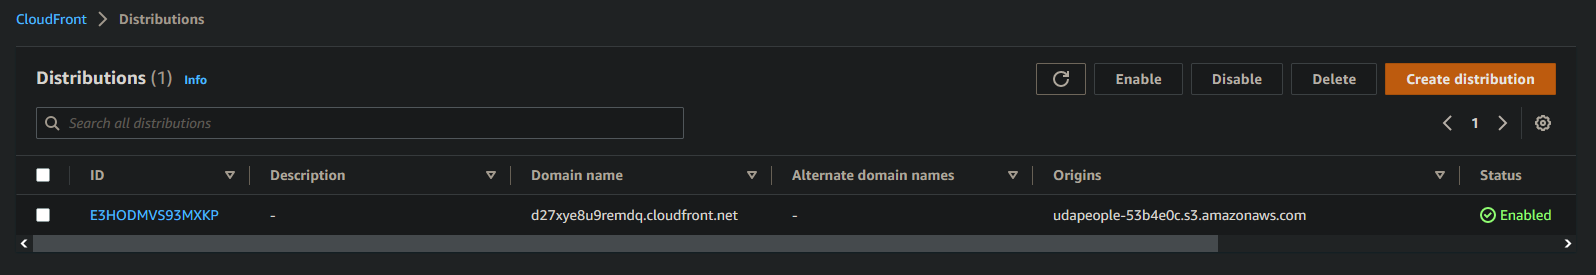 CloudFront > Distributions
Distributions (1) Info
Enable Disable Delete Create distribution
Search all distributions
1
ID Description Domain name Alternate domain names Origins Status
E3HODMVS93MXKP - d27xye8u9remdq.cloudfront.net - udapeople-53b4e0c.s3.amazonaws.com Enabled